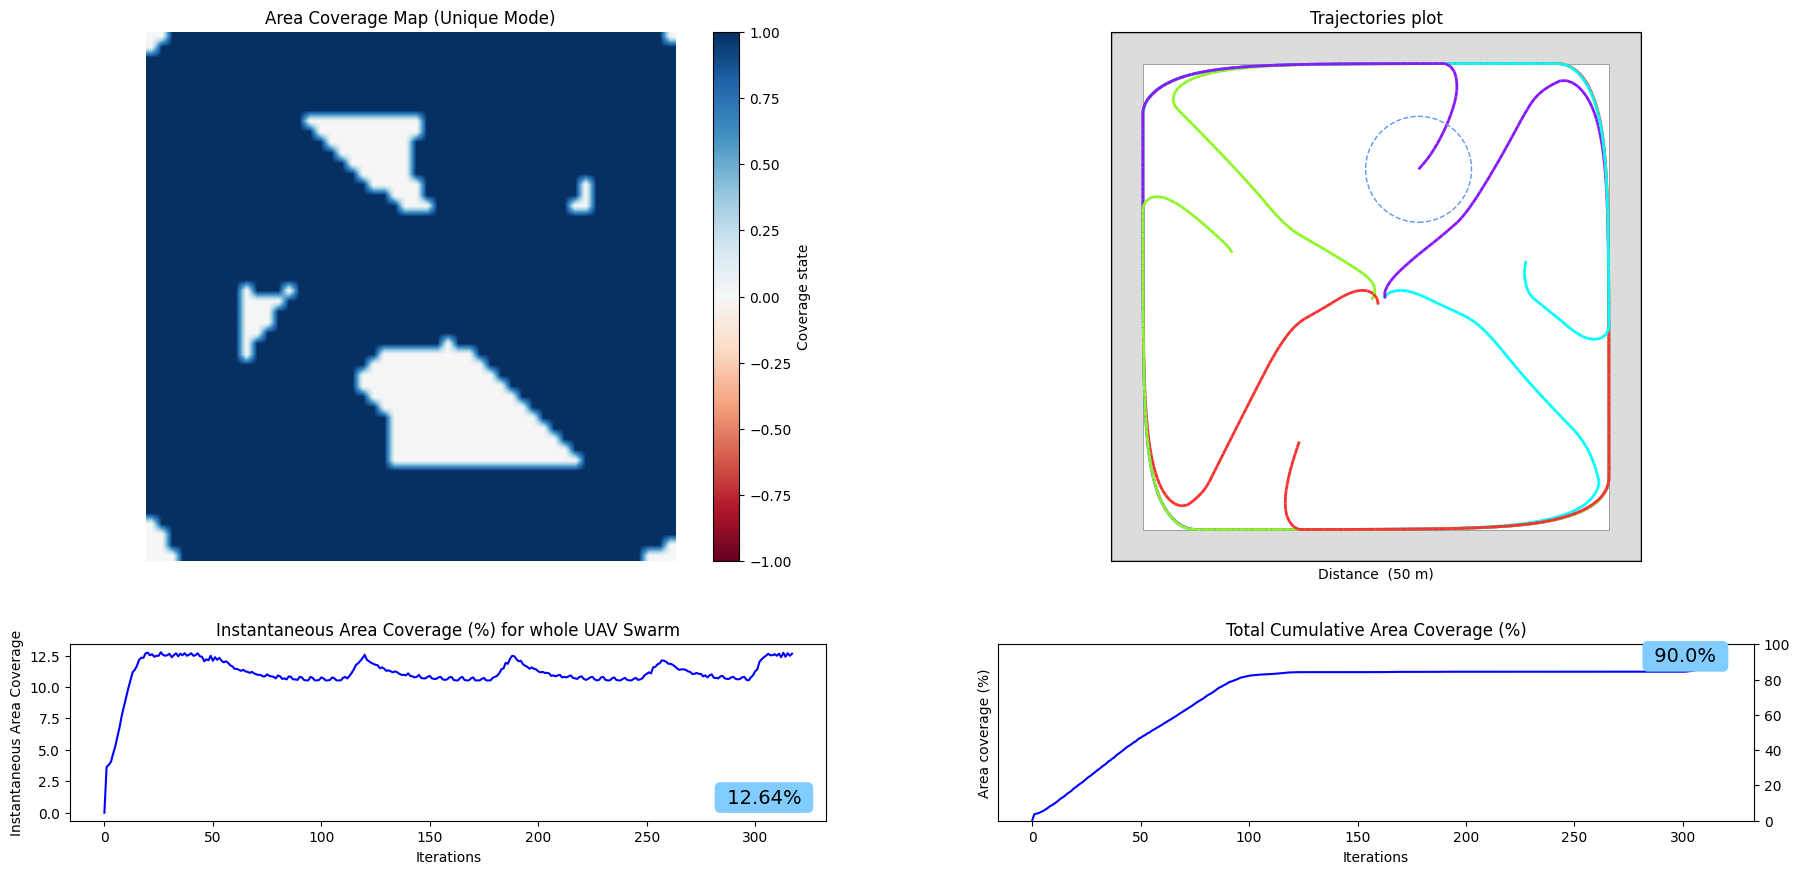 Area Coverage Map (Unique Mode)
1.00
0.75
0.50
0.25
0.00
−0.25
−0.50
−0.75
−1.00
Coverage state
Trajectories plot
Distance  (50 m)
Instantaneous Area Coverage (%) for whole UAV Swarm
Instantaneous Area Coverage
12.5
10.0
7.5
5.0
2.5
0.0
12.64%
0 50 100 150 200 250 300
Iterations
Total Cumulative Area Coverage (%)
Area coverage (%)
90.0%
100
80
60
40
20
0
0 50 100 150 200 250 300
Iterations